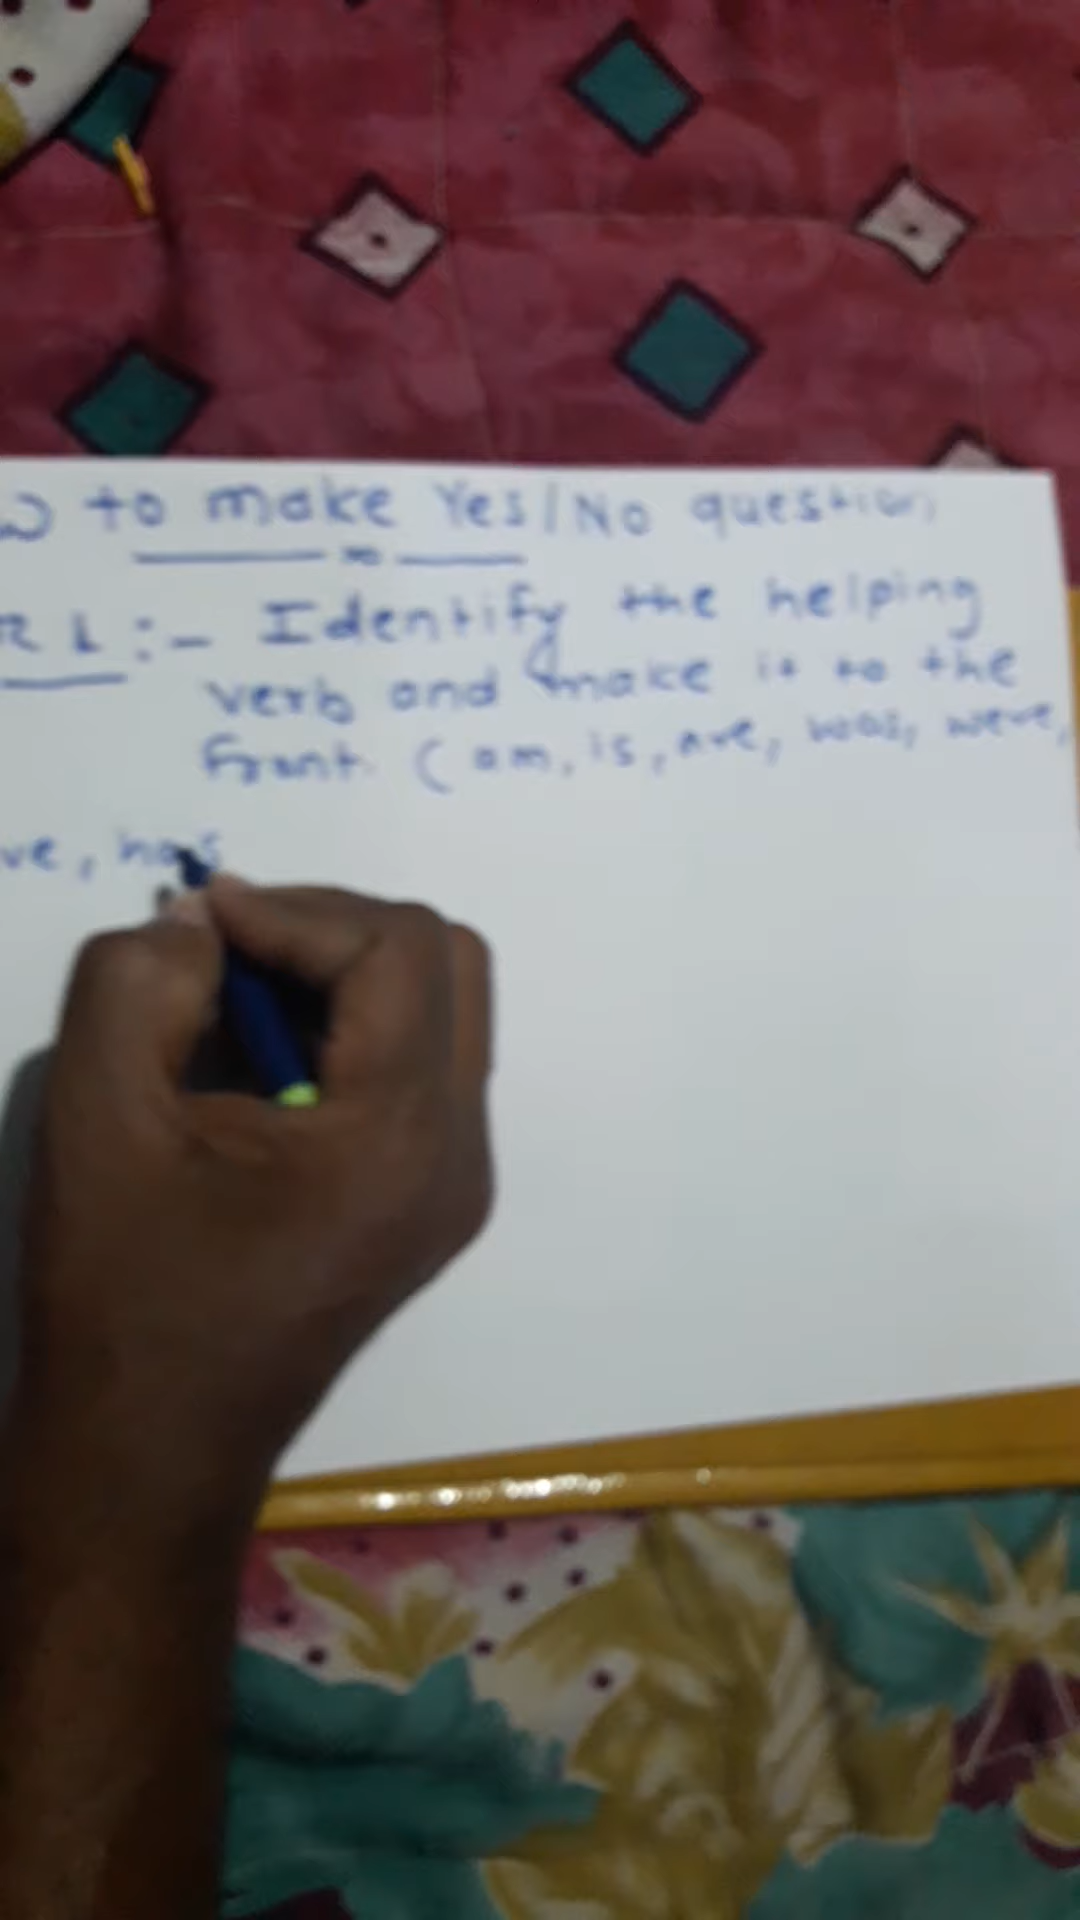 w to make Yes/No question
R 1 :- Identify the helping
verb and make it to the
front. (am, is, are, was, were,
ve, has